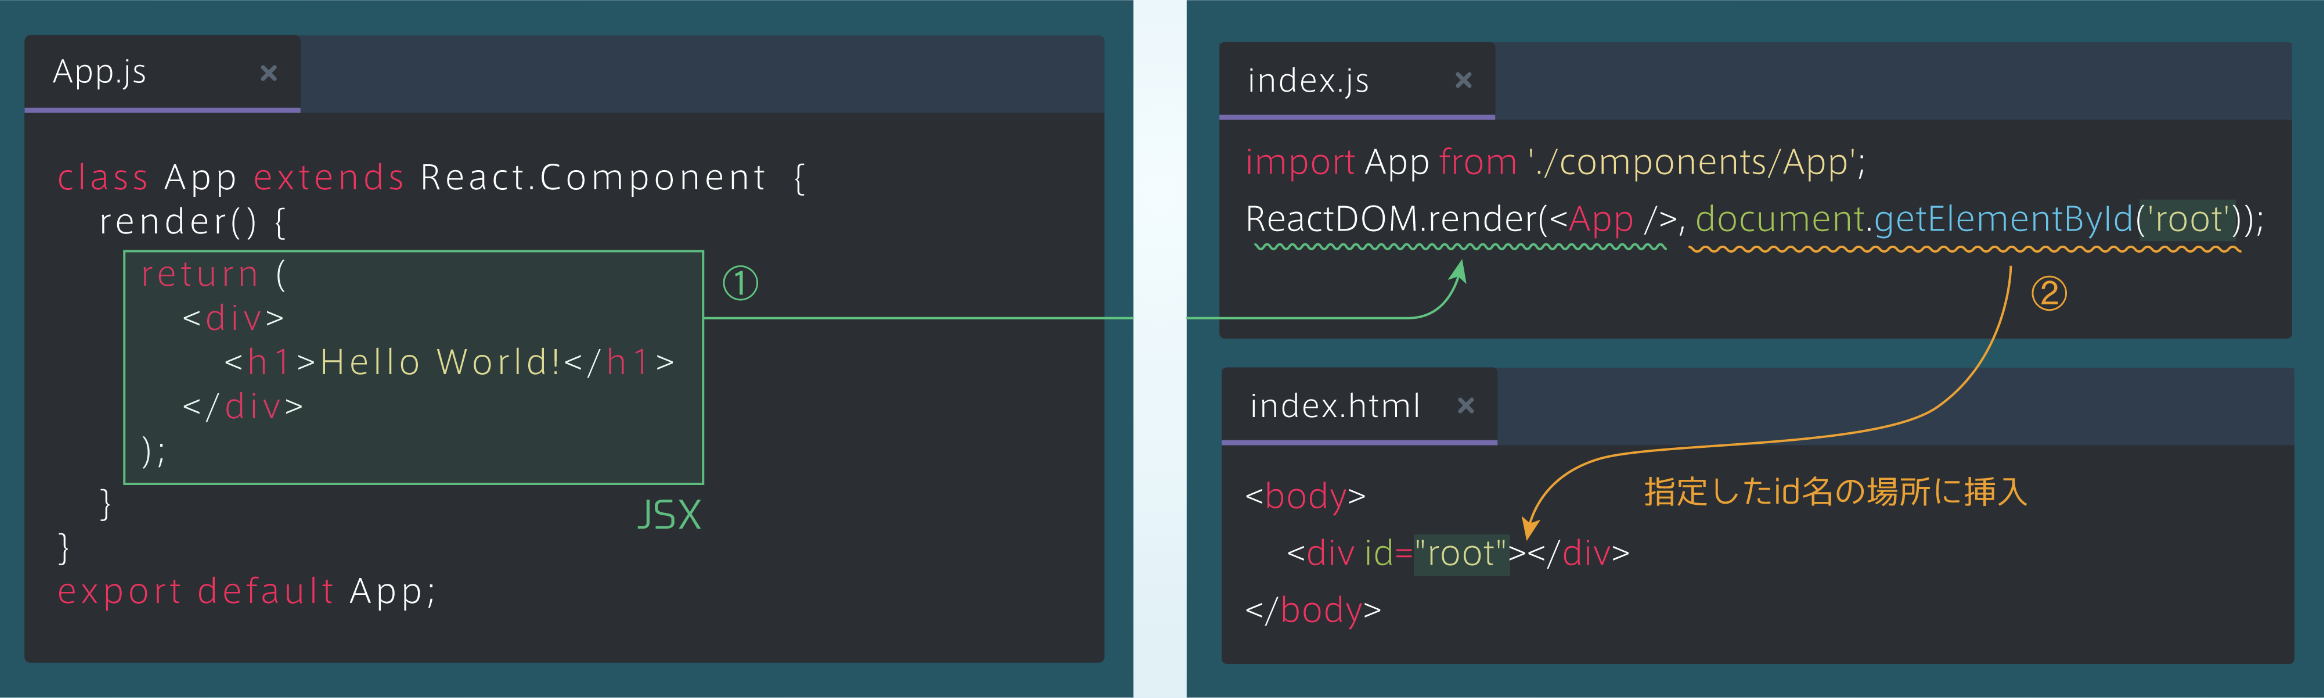 App.js ×
class App extends React.Component {
render() {
return (
<div>
<h1>Hello World!</h1>
</div>
);
}
}
export default App;
①
JSX
index.js ×
import App from './components/App';
ReactDOM.render(<App />, document.getElementById('root'));
②
index.html ×
<body>
<div id="root"></div>
</body>
指定したid名の場所に挿入